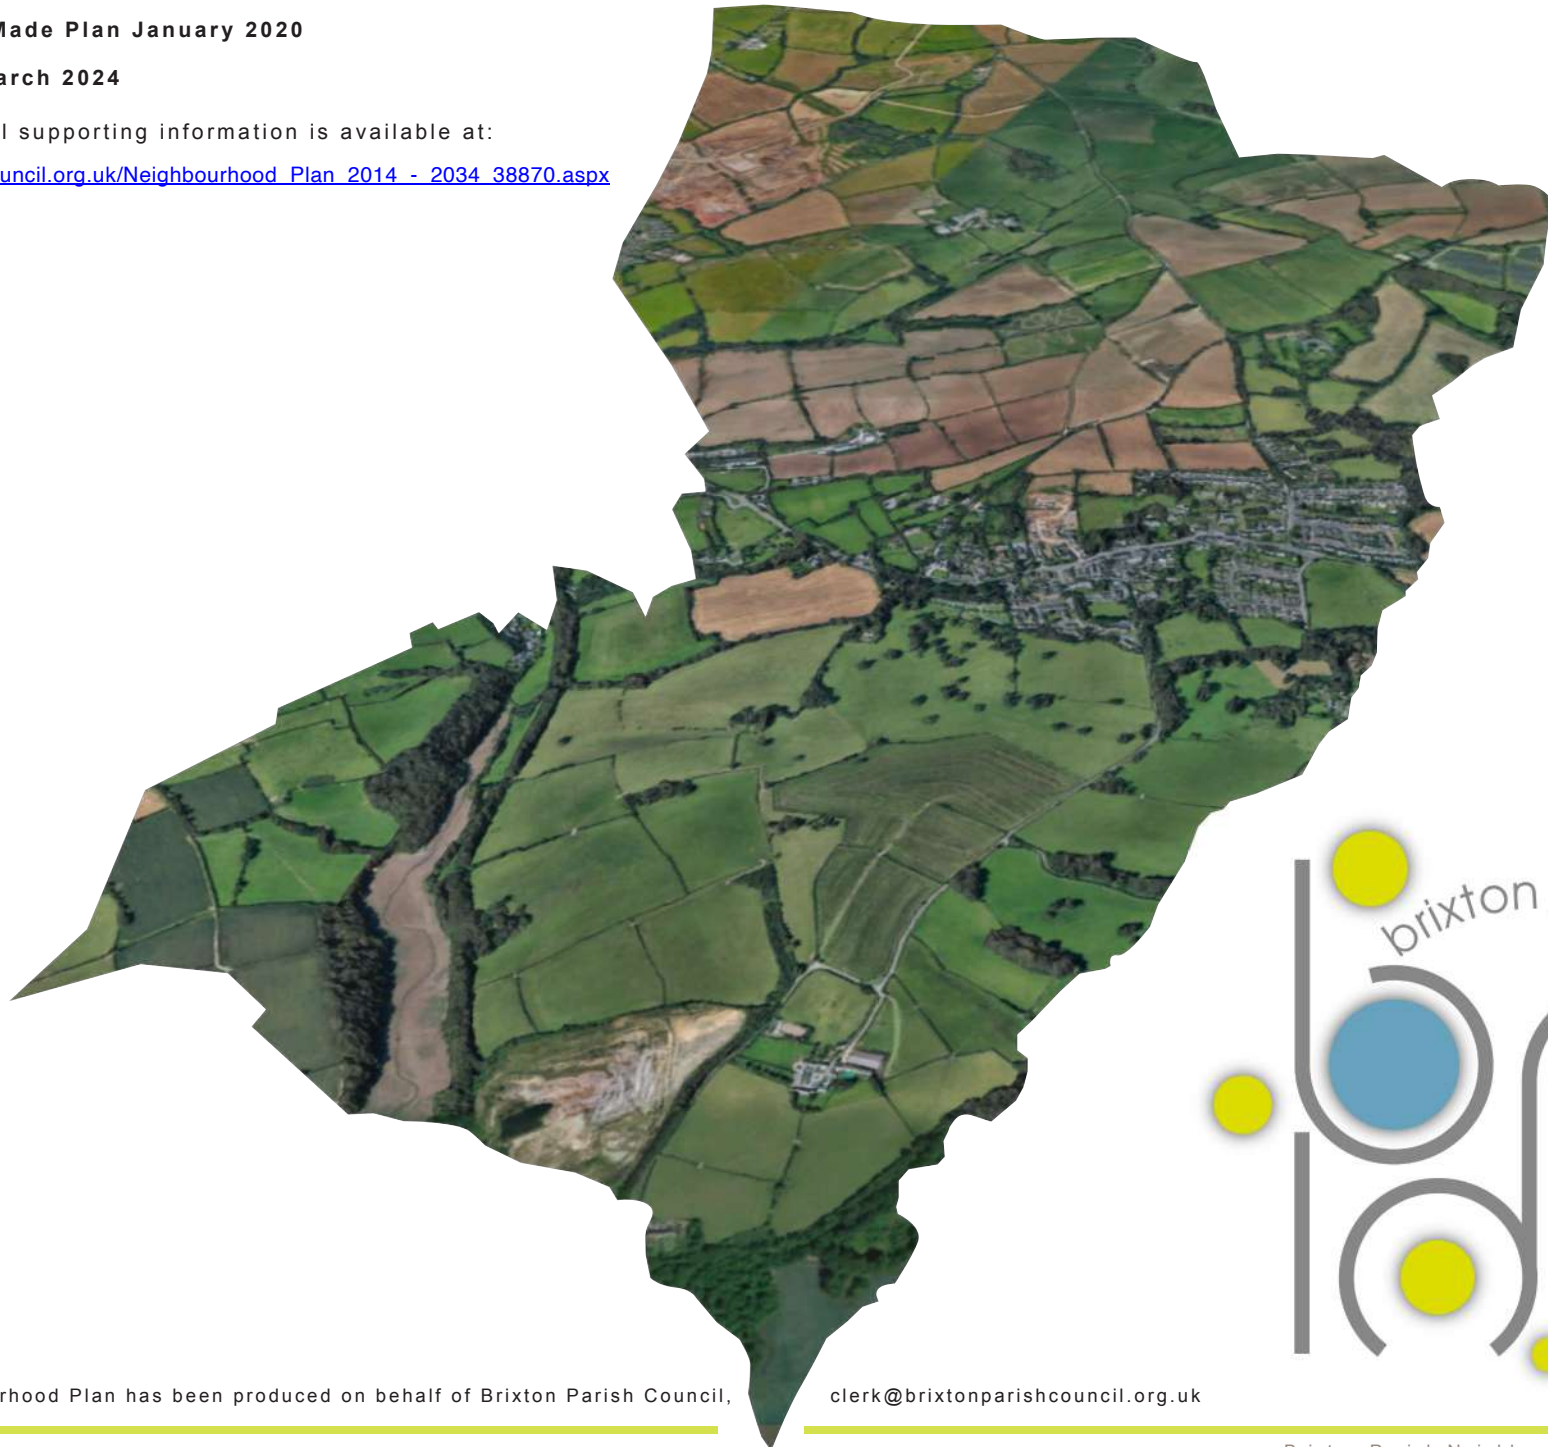 Made Plan January 2020
arch 2024
l supporting information is available at:
uncil.org.uk/Neighbourhood_Plan_2014_-_2034_38870.aspx
brixton
rhood Plan has been produced on behalf of Brixton Parish Council,
clerk@brixtonparishcouncil.org.uk